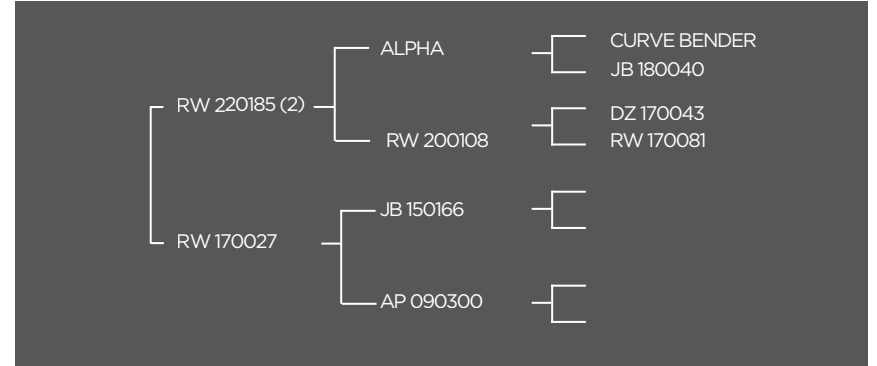 CURVE BENDER
ALPHA
JB 180040
RW 220185 (2)
DZ 170043
RW 200108
RW 170081
JB 150166
RW 170027
AP 090300